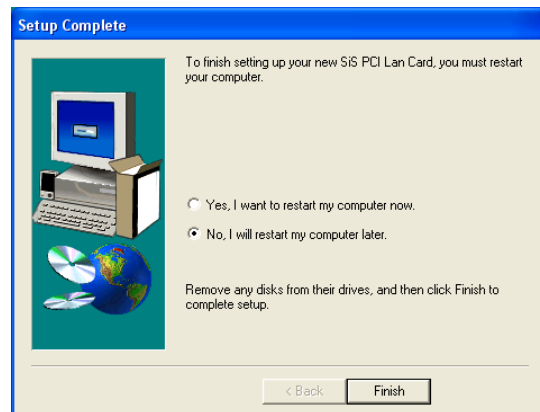 Setup Complete
To finish setting up your new SiS PCI Lan Card, you must restart
your computer.
Yes, I want to restart my computer now.
No, I will restart my computer later.
Remove any disks from their drives, and then click Finish to
complete setup.
< Back
Finish